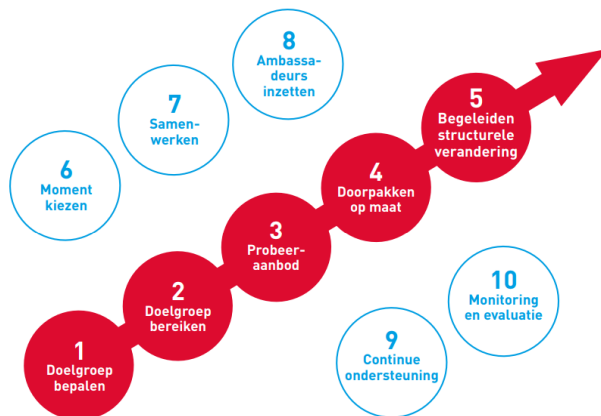 1
Doelgroep
bepalen
2
Doelgroep
bereiken
3
Probeer-
aanbod
4
Doorpakken
op maat
5
Begeleiden
structurele
verandering
6
Moment
kiezen
7
Samen-
werken
8
Ambassa-
deurs
inzetten
9
Continue
ondersteuning
10
Monitoring
en evaluatie